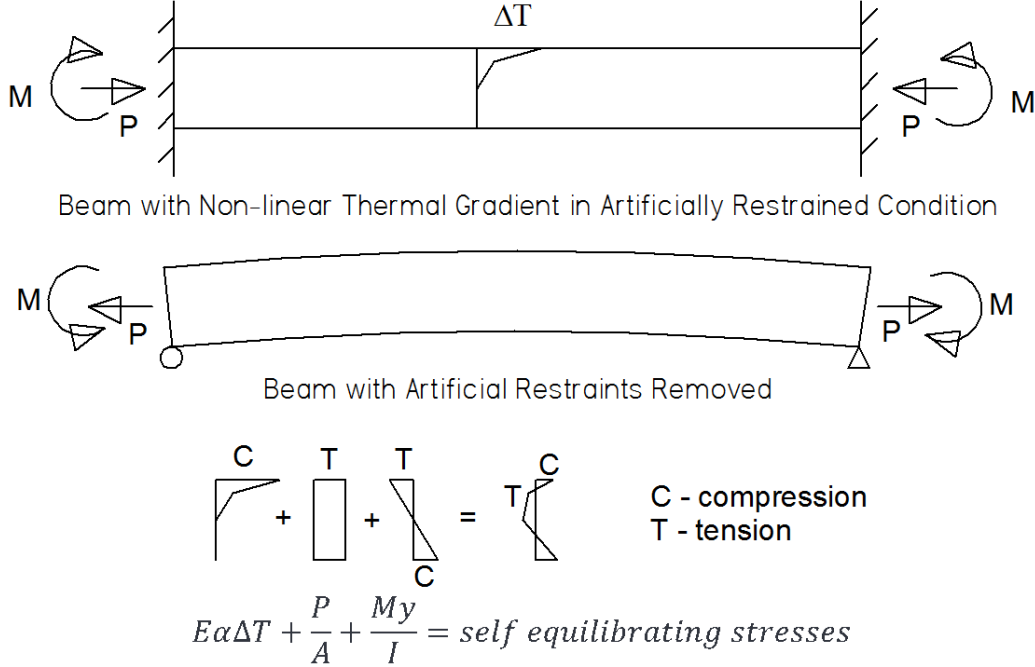 ΔT
M
P
P
M
Beam with Non-linear Thermal Gradient in Artificially Restrained Condition
M
P
P
M
Beam with Artificial Restraints Removed
C
T
T
C
T
+
+
=
C
C - compression
T - tension
EαΔT + P/A + My/I = self equilibrating stresses